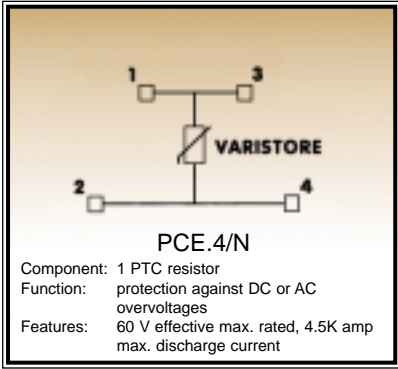 1 3
VARISTORE
2 4
PCE.4/N
Component: 1 PTC resistor
Function: protection against DC or AC
overvoltages
Features: 60 V effective max. rated, 4.5K amp
max. discharge current